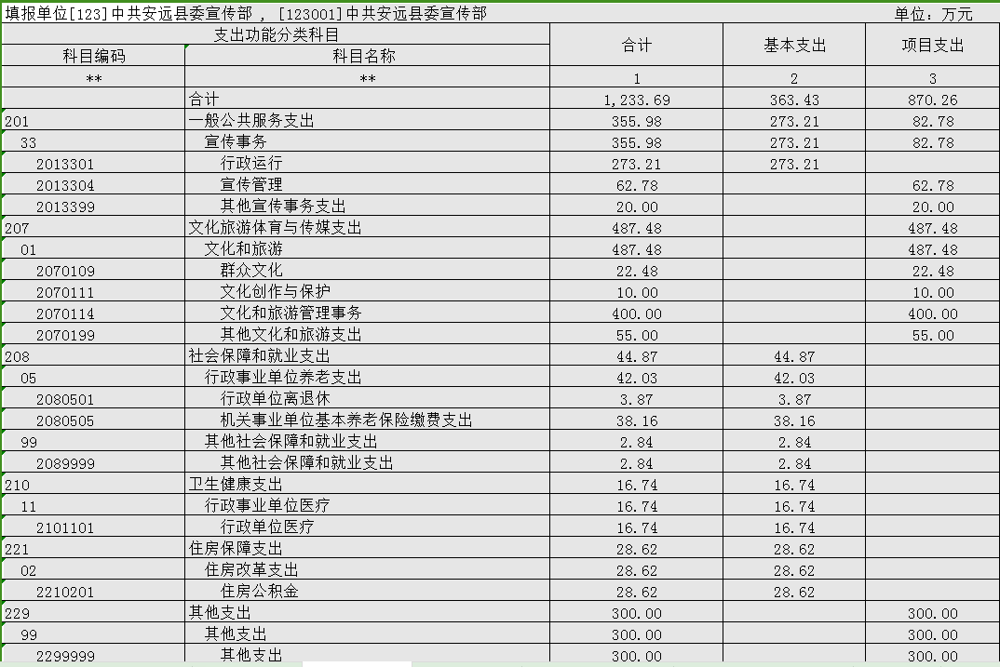 填报单位[123]中共安远县委宣传部 , [123001]中共安远县委宣传部 单位：万元
支出功能分类科目 合计 基本支出 项目支出
科目编码 科目名称
** ** 1 2 3
合计 1,233.69 363.43 870.26
201 一般公共服务支出 355.98 273.21 82.78
33 宣传事务 355.98 273.21 82.78
2013301 行政运行 273.21 273.21
2013304 宣传管理 62.78 62.78
2013399 其他宣传事务支出 20.00 20.00
207 文化旅游体育与传媒支出 487.48 487.48
01 文化和旅游 487.48 487.48
2070109 群众文化 22.48 22.48
2070111 文化创作与保护 10.00 10.00
2070114 文化和旅游管理事务 400.00 400.00
2070199 其他文化和旅游支出 55.00 55.00
208 社会保障和就业支出 44.87 44.87
05 行政事业单位养老支出 42.03 42.03
2080501 行政单位离退休 3.87 3.87
2080505 机关事业单位基本养老保险缴费支出 38.16 38.16
99 其他社会保障和就业支出 2.84 2.84
2089999 其他社会保障和就业支出 2.84 2.84
210 卫生健康支出 16.74 16.74
11 行政事业单位医疗 16.74 16.74
2101101 行政单位医疗 16.74 16.74
221 住房保障支出 28.62 28.62
02 住房改革支出 28.62 28.62
2210201 住房公积金 28.62 28.62
229 其他支出 300.00 300.00
99 其他支出 300.00 300.00
2299999 其他支出 300.00 300.00